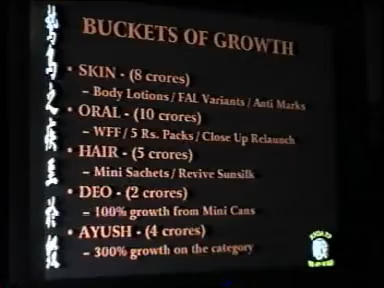 BUCKETS OF GROWTH
• SKIN - (8 crores)
– Body Lotions / FAL Variants / Anti Marks
• ORAL - (10 crores)
– WFF / 5 Rs. Packs / Close Up Relaunch
• HAIR - (5 crores)
– Mini Sachets / Revive Sunsilk
• DEO - (2 crores)
– 100% growth from Mini Cans
• AYUSH - (4 crores)
– 300% growth on the category